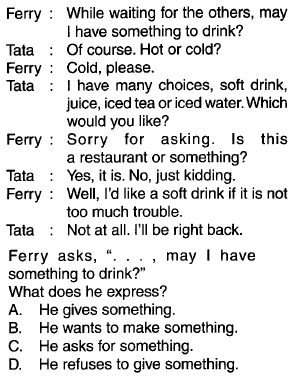 Ferry : While waiting for the others, may
I have something to drink?
Tata : Of course. Hot or cold?
Ferry : Cold, please.
Tata : I have many choices, soft drink,
juice, iced tea or iced water. Which
would you like?
Ferry : Sorry for asking. Is this
a restaurant or something?
Tata : Yes, it is. No, just kidding.
Ferry : Well, I'd like a soft drink if it is not
too much trouble.
Tata : Not at all. I'll be right back.
Ferry asks, ". . . , may I have
something to drink?"
What does he express?
A. He gives something.
B. He wants to make something.
C. He asks for something.
D. He refuses to give something.